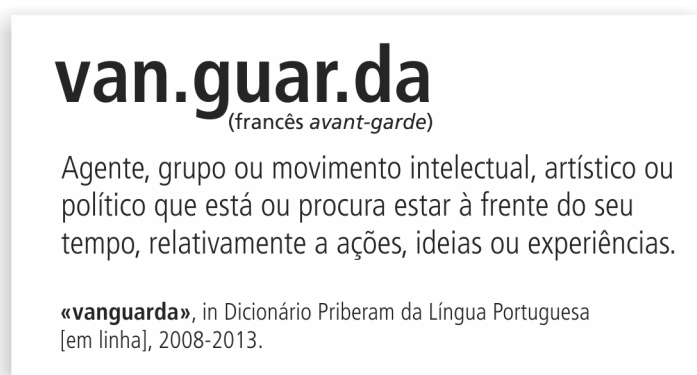 van.guar.da
(francês avant-garde)
Agente, grupo ou movimento intelectual, artístico ou
político que está ou procura estar à frente do seu
tempo, relativamente a ações, ideias ou experiências.
«vanguarda», in Dicionário Priberam da Língua Portuguesa
[em linha], 2008-2013.